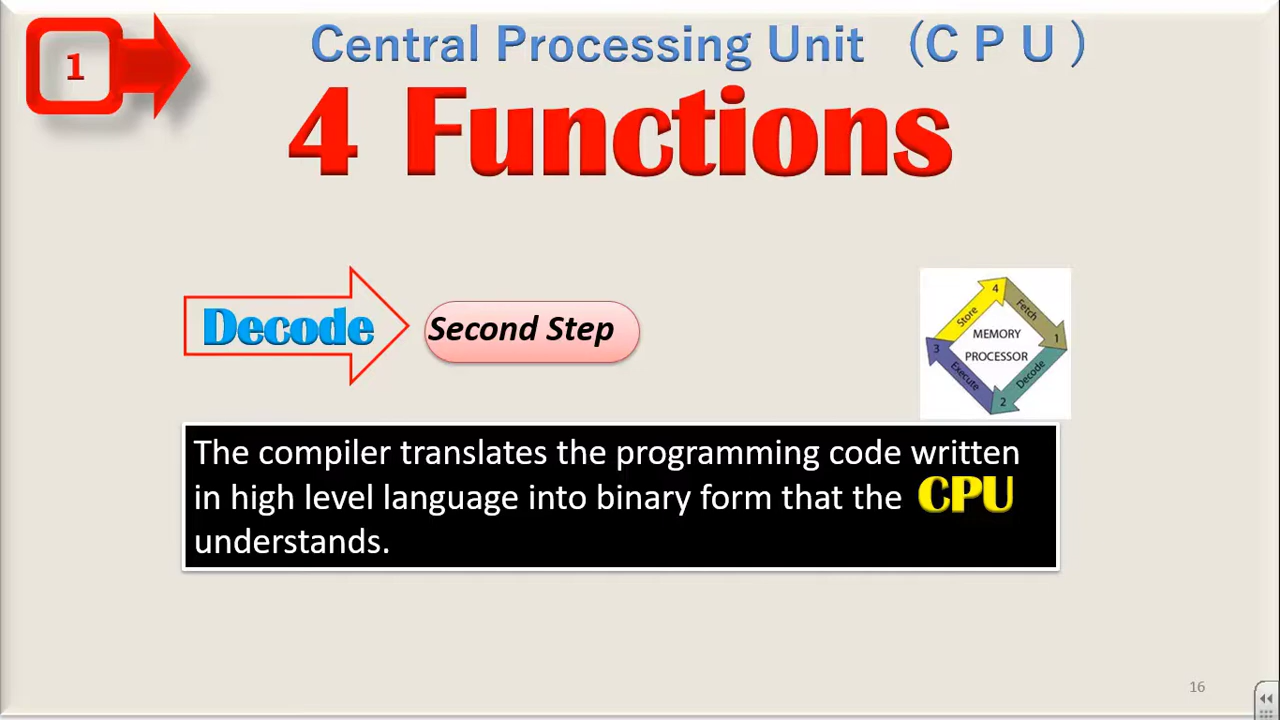 1
Central Processing Unit (C P U )
4 Functions
Decode
Second Step
4
Store
Fetch
1
MEMORY
PROCESSOR
3
Execute
Decode
2
The compiler translates the programming code written
in high level language into binary form that the CPU
understands.
16